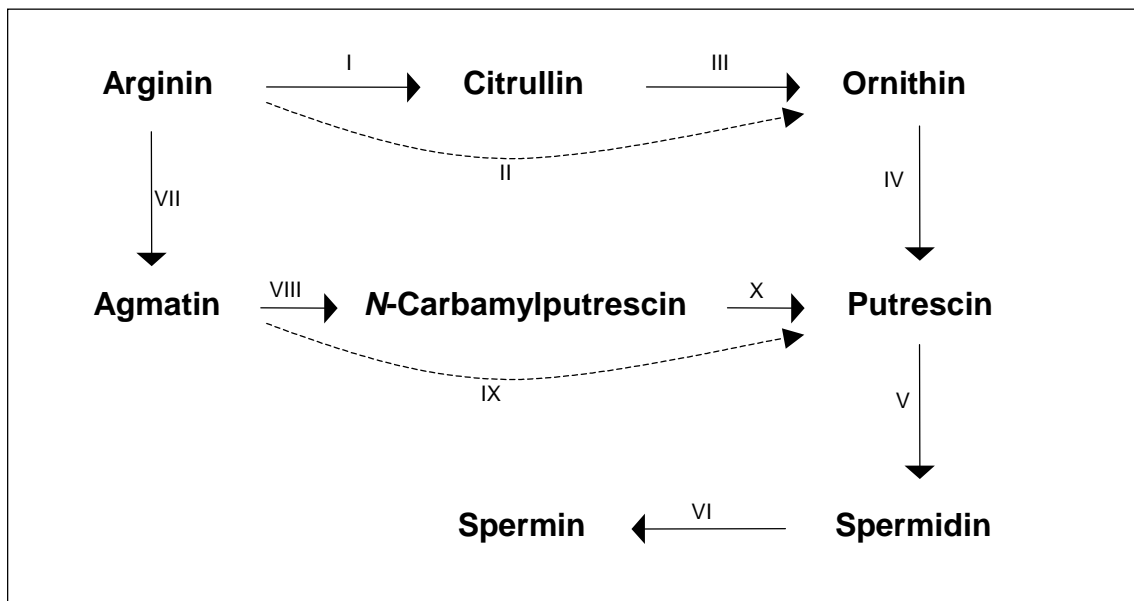 I III
Arginin Citrullin Ornithin
II
VII IV
VIII X
Agmatin N-Carbamylputrescin Putrescin
IX
V
VI
Spermin Spermidin